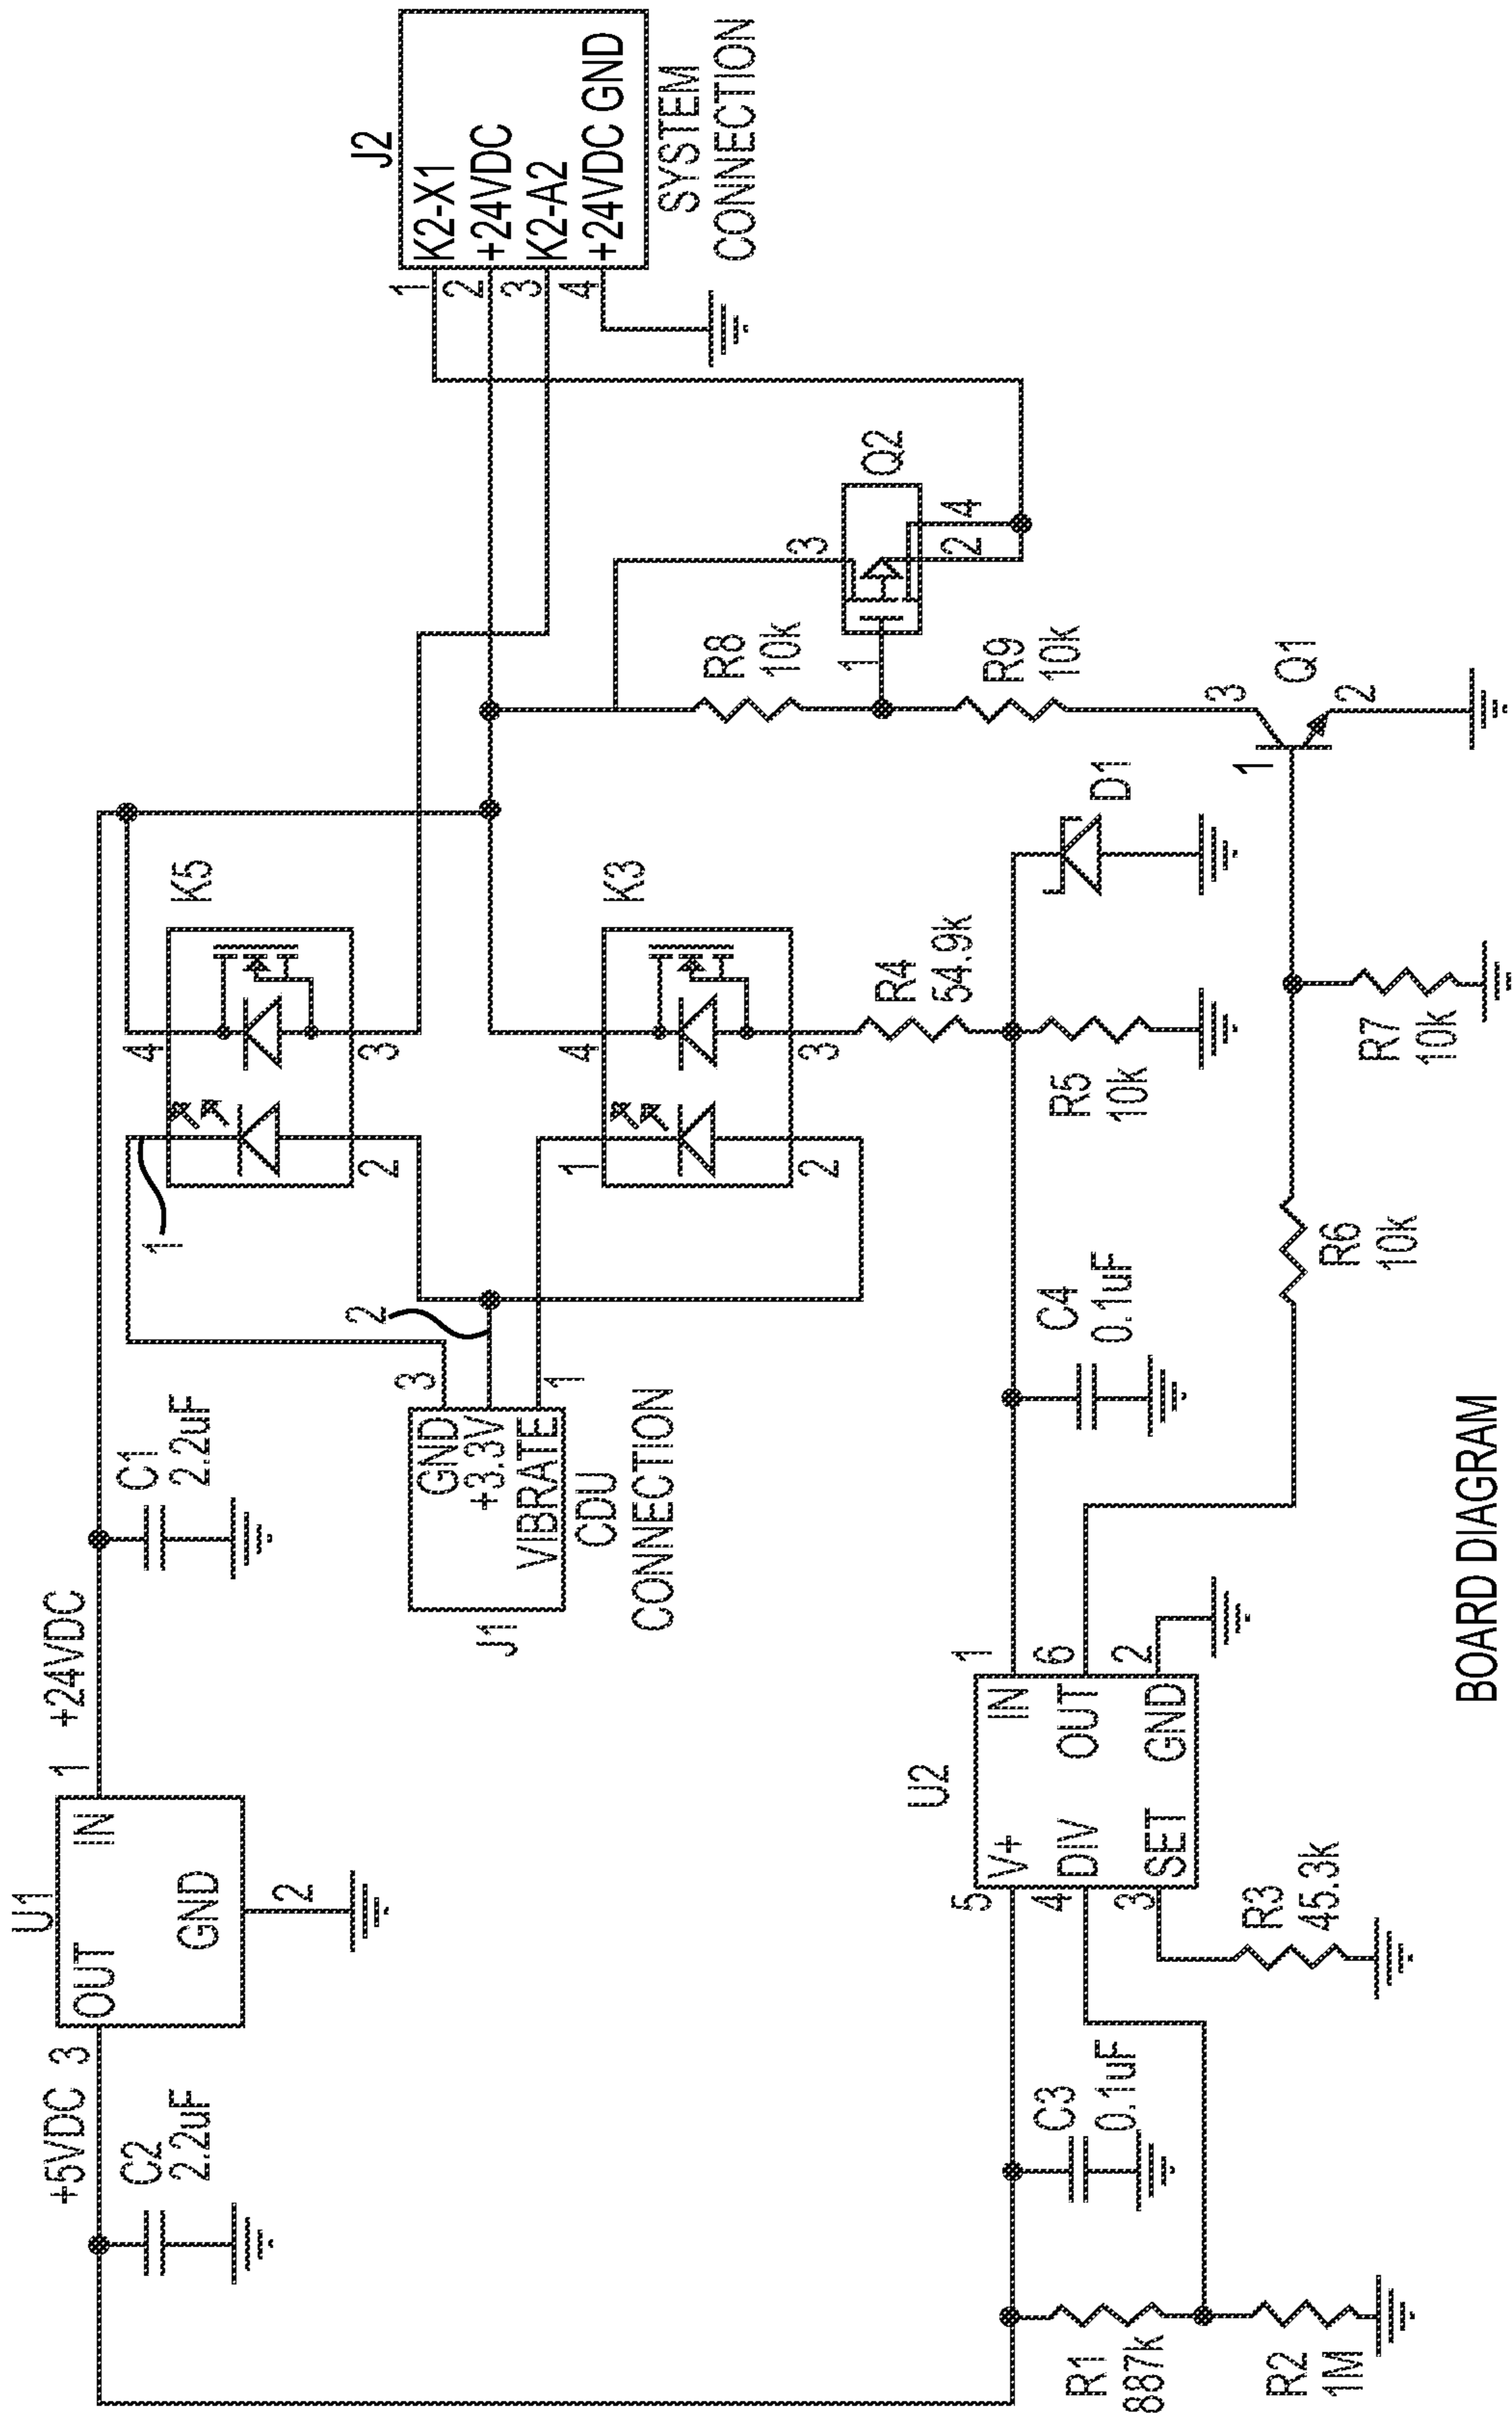 U1
OUT
IN
GND
+5VDC
3
1
+24VDC
2
C2
2.2uF
C1
2.2uF
J1
GND
+3.3V
VIBRATE
CDU
CONNECTION
3
2
1
K5
1
2
4
3
K3
1
2
4
3
J2
K2-X1
+24VDC
K2-A2
+24VDC GND
SYSTEM
CONNECTION
1
2
3
4
Q2
3
1
2
4
R8
10k
R9
10k
R4
54.9k
R5
10k
D1
Q1
1
3
2
C4
0.1uF
R6
10k
R7
10k
U2
V+
DIV
SET
IN
OUT
GND
5
4
3
1
6
2
C3
0.1uF
R3
45.3k
R1
887k
R2
1M
BOARD DIAGRAM